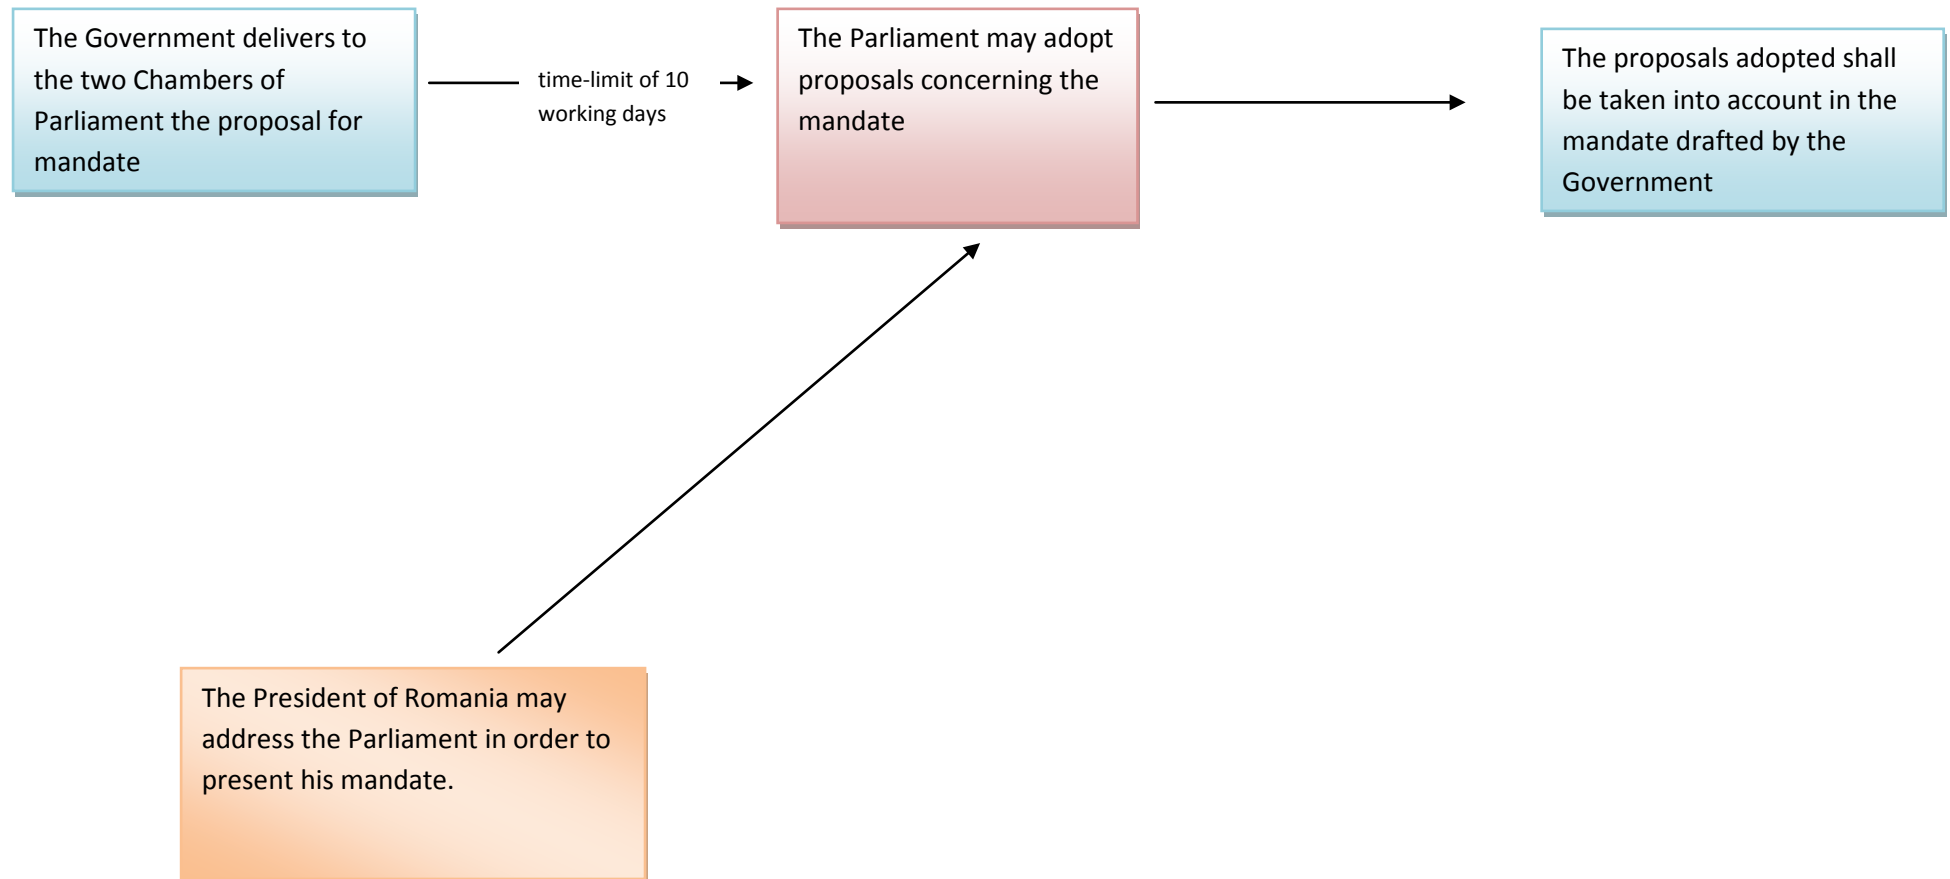 The Government delivers to
the two Chambers of
Parliament the proposal for
mandate
time-limit of 10
working days
The Parliament may adopt
proposals concerning the
mandate
The proposals adopted shall
be taken into account in the
mandate drafted by the
Government
The President of Romania may
address the Parliament in order to
present his mandate.